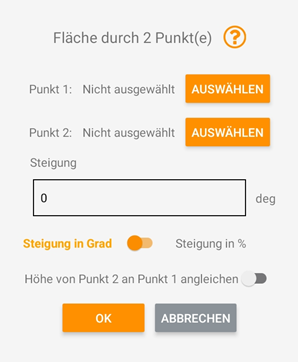 Fläche durch 2 Punkt(e) ?
Punkt 1: Nicht ausgewählt AUSWÄHLEN
Punkt 2: Nicht ausgewählt AUSWÄHLEN
Steigung
0 deg
Steigung in Grad Steigung in %
Höhe von Punkt 2 an Punkt 1 angleichen
OK ABBRECHEN